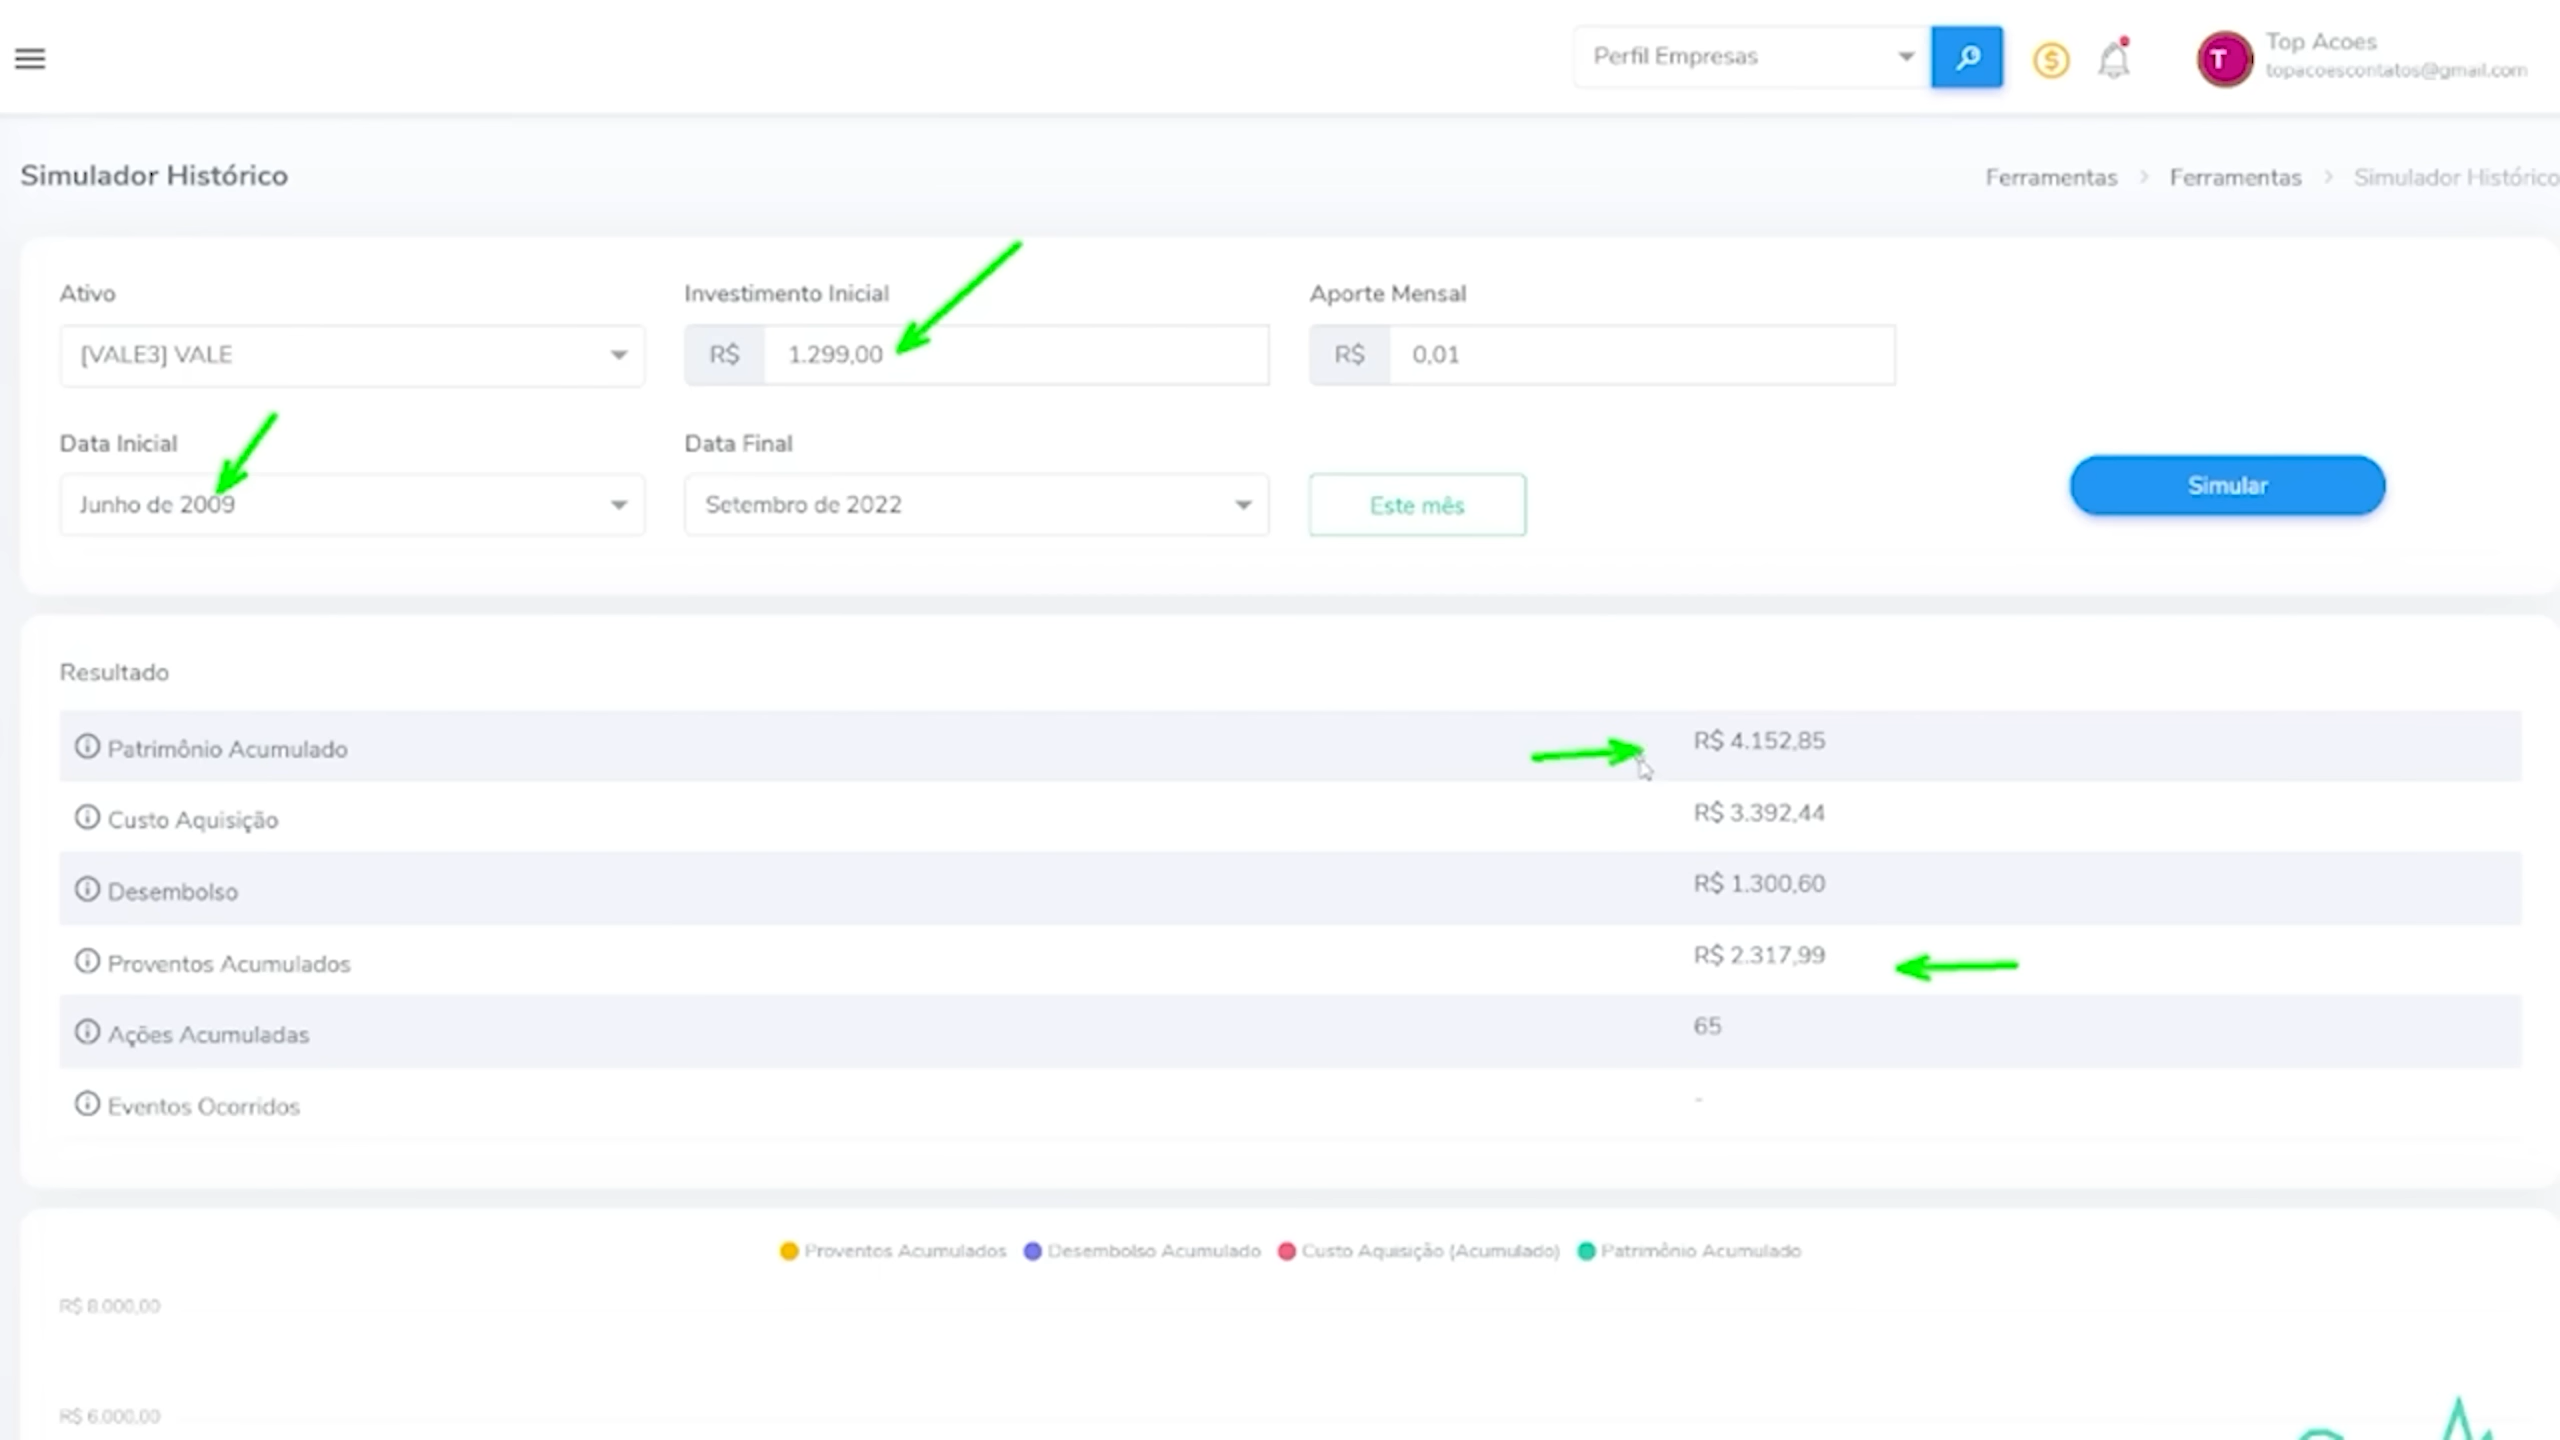 Perfil Empresas
T
Top Acoes
topacoescontatos@gmail.com
Simulador Histórico
Ferramentas > Ferramentas > Simulador Histórico
Ativo
Investimento Inicial
Aporte Mensal
[VALE3] VALE
R$ 1.299,00
R$ 0,01
Data Inicial
Data Final
Junho de 2009
Setembro de 2022
Este mês
Simular
Resultado
Patrimônio Acumulado R$ 4.152,85
Custo Aquisição R$ 3.392,44
Desembolso R$ 1.300,60
Proventos Acumulados R$ 2.317,99
Ações Acumuladas 65
Eventos Ocorridos -
Proventos Acumulados Desembolso Acumulado Custo Aquisição (Acumulado) Patrimônio Acumulado
R$ 8.000,00
R$ 6.000,00